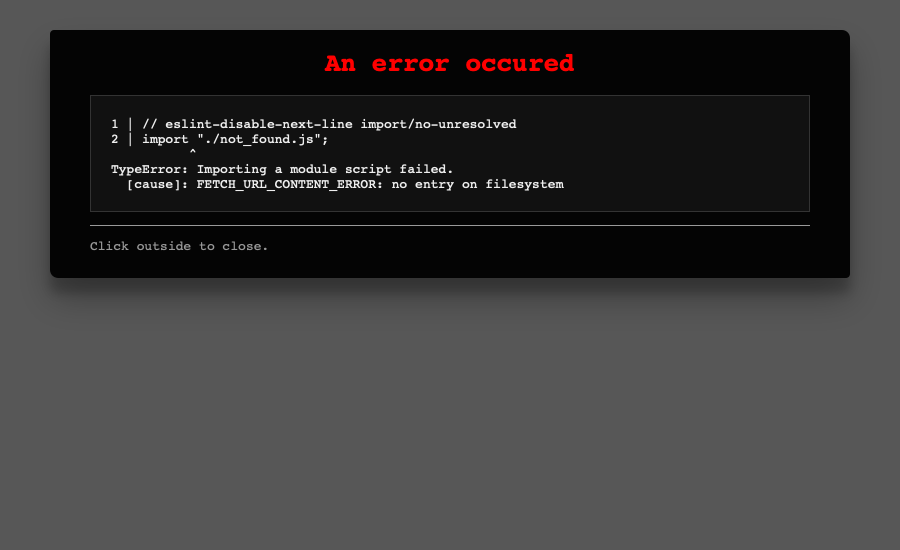 An error occured
1 | // eslint-disable-next-line import/no-unresolved
2 | import "./not_found.js";
          ^
TypeError: Importing a module script failed.
  [cause]: FETCH_URL_CONTENT_ERROR: no entry on filesystem
Click outside to close.